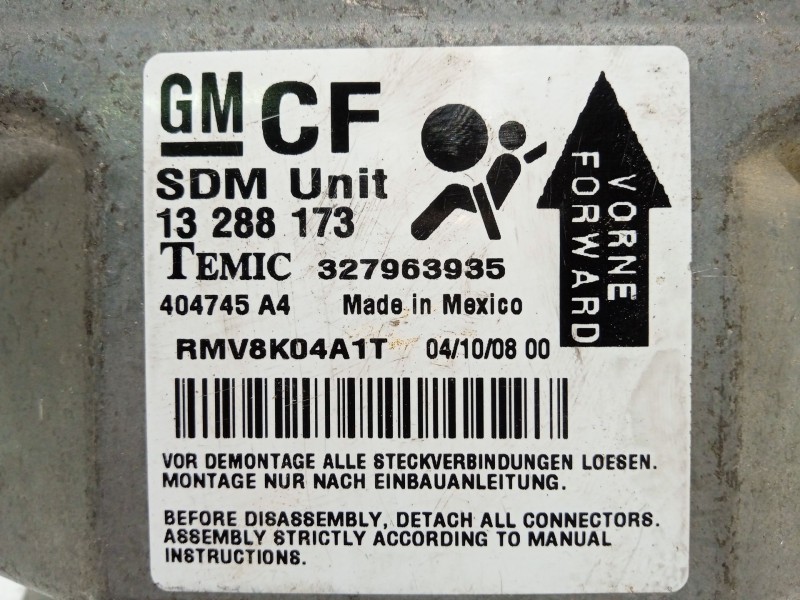 GM CF
SDM Unit
13 288 173
TEMIC 327963935
404745 A4 Made in Mexico
RMV8K04A1T 04/10/08 00
VORNE
FORWARD
VOR DEMONTAGE ALLE STECKVERBINDUNGEN LOESEN.
MONTAGE NUR NACH EINBAUANLEITUNG.
BEFORE DISASSEMBLY, DETACH ALL CONNECTORS.
ASSEMBLY STRICTLY ACCORDING TO MANUAL
INSTRUCTIONS.